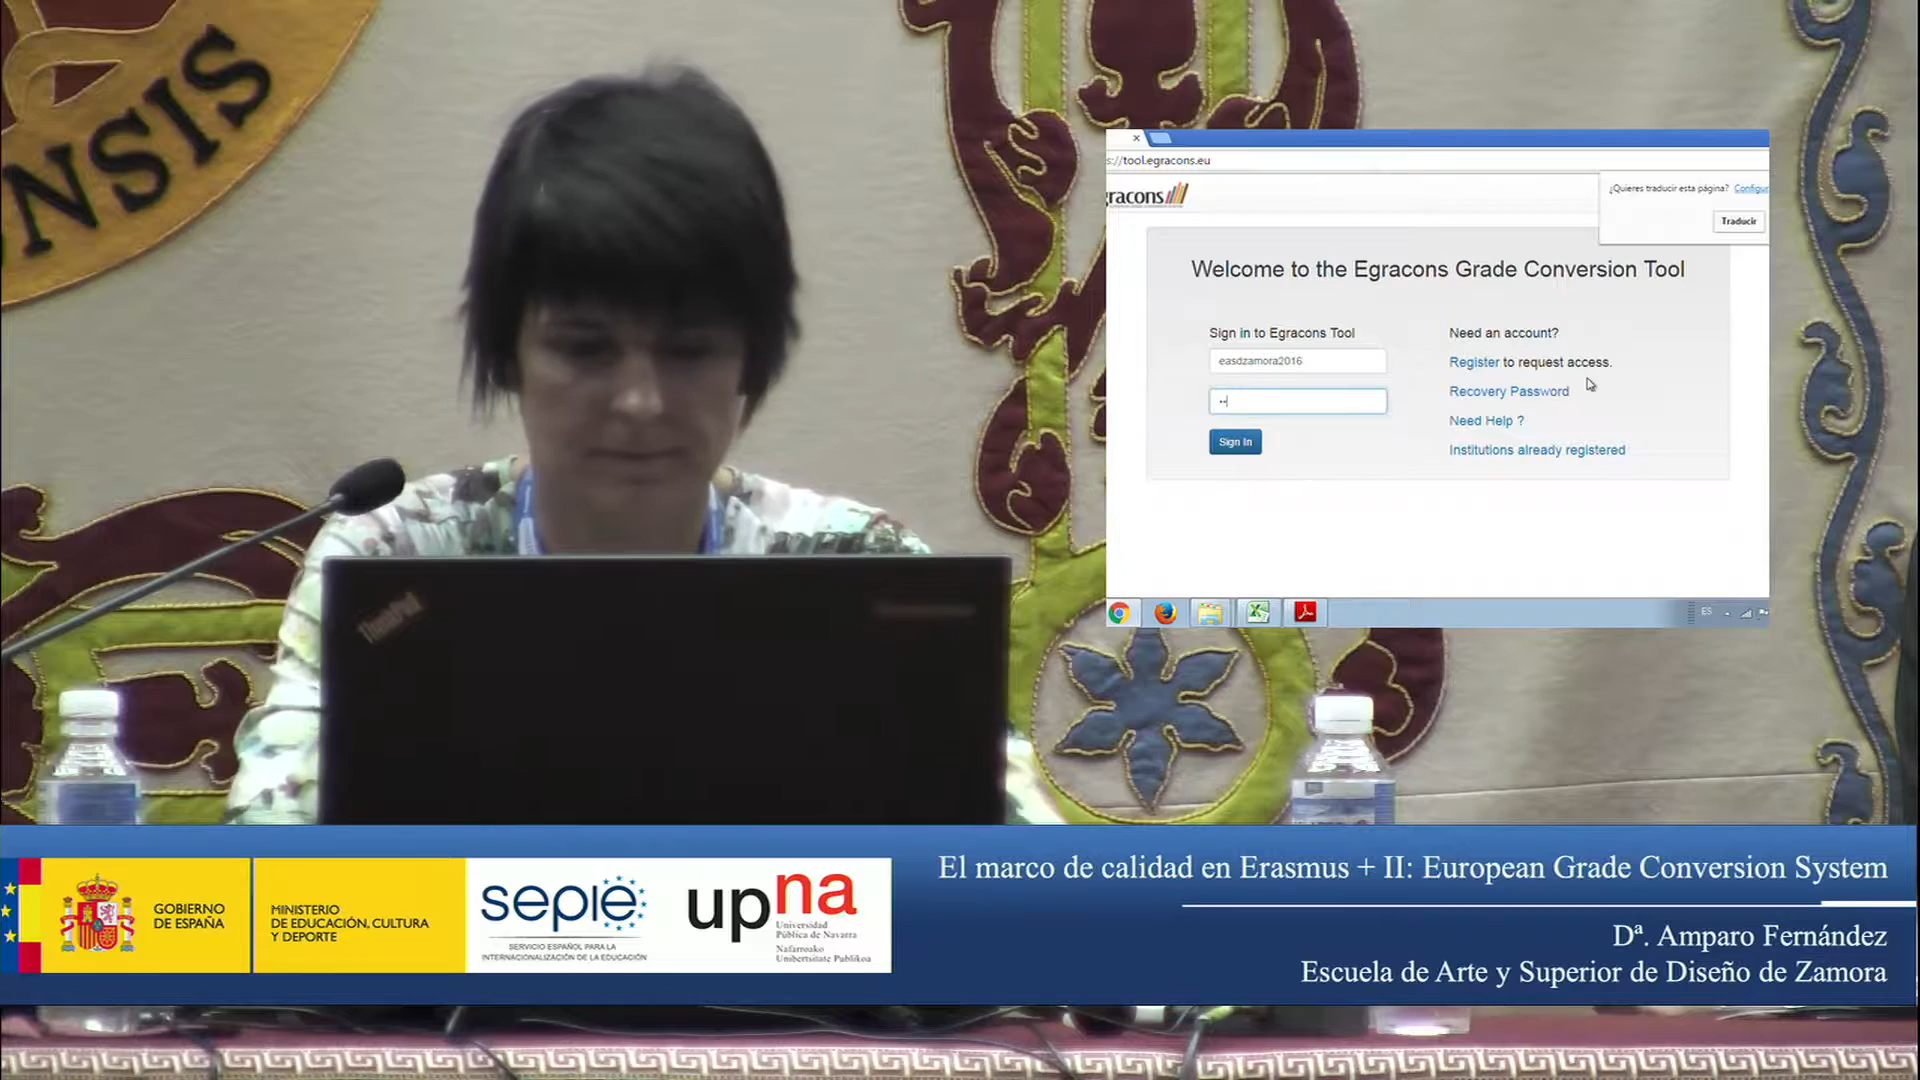 NSIS
s://tool.egracons.eu
gracons
¿Quieres traducir esta página? Configur
Traducir
Welcome to the Egracons Grade Conversion Tool
Sign in to Egracons Tool
easdzamora2016
Sign In
Need an account?
Register to request access.
Recovery Password
Need Help ?
Institutions already registered
ES
ThinkPad
El marco de calidad en Erasmus + II: European Grade Conversion System
Dª. Amparo Fernández
Escuela de Arte y Superior de Diseño de Zamora
GOBIERNO
DE ESPAÑA
MINISTERIO
DE EDUCACIÓN, CULTURA
Y DEPORTE
sepie
SERVICIO ESPAÑOL PARA LA
INTERNACIONALIZACIÓN DE LA EDUCACIÓN
upna
Universidad
Pública de Navarra
Nafarroako
Unibertsitate Publikoa